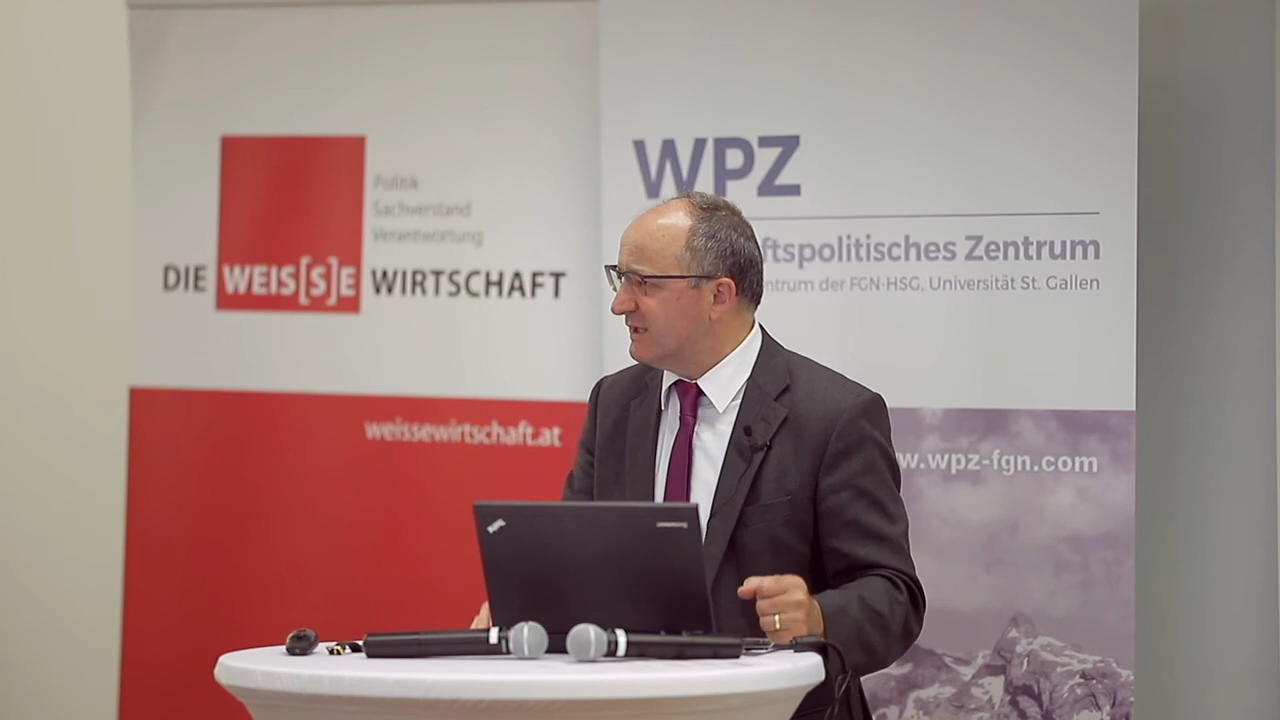 Politik
Sachverstand
Verantwortung
DIE WEIS[S]E WIRTSCHAFT
weissewirtschaft.at
WPZ
ftspolitisches Zentrum
ntrum der FGN-HSG, Universität St. Gallen
w.wpz-fgn.com